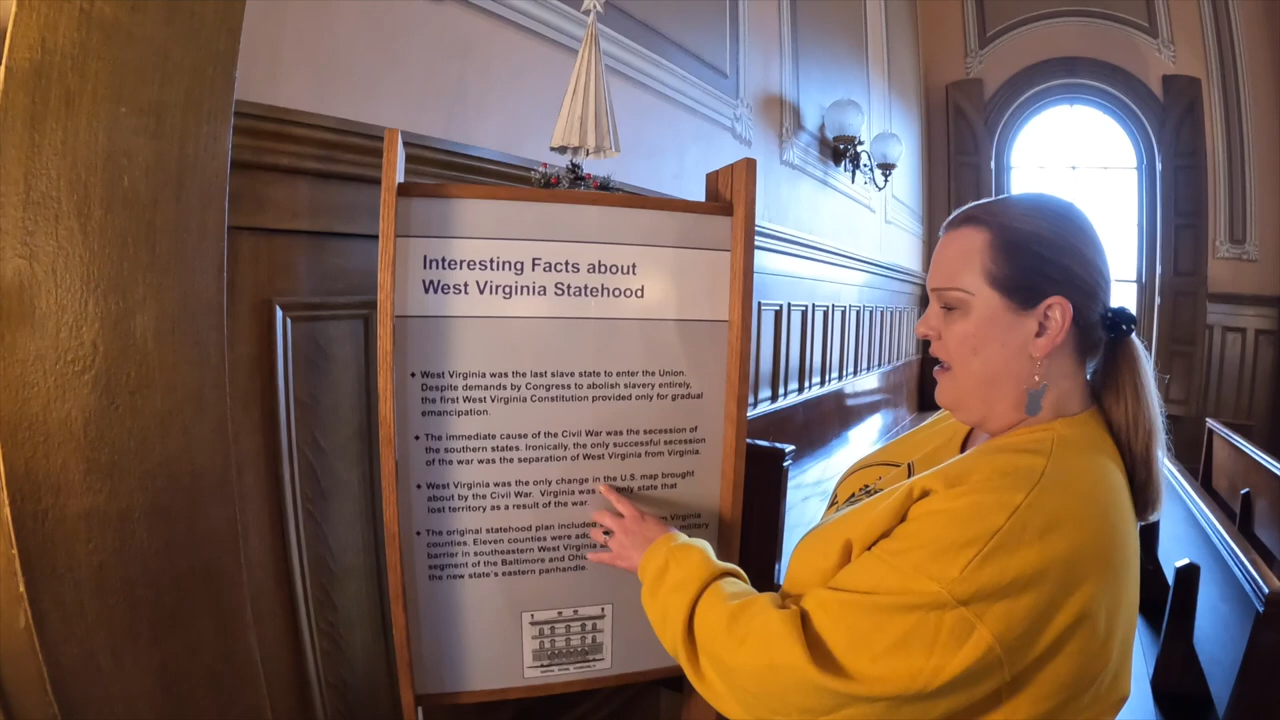 Interesting Facts about
West Virginia Statehood
West Virginia was the last slave state to enter the Union.
Despite demands by Congress to abolish slavery entirely,
the first West Virginia Constitution provided only for gradual
emancipation.
The immediate cause of the Civil War was the secession of
the southern states. Ironically, the only successful secession
of the war was the separation of West Virginia from Virginia.
West Virginia was the only change in the U.S. map brought
about by the Civil War. Virginia was only state that
lost territory as a result of the war.
The original statehood plan included Virginia
counties. Eleven counties were military
barrier in southeastern West Virginia
segment of the Baltimore and
the new state's eastern panhandle.